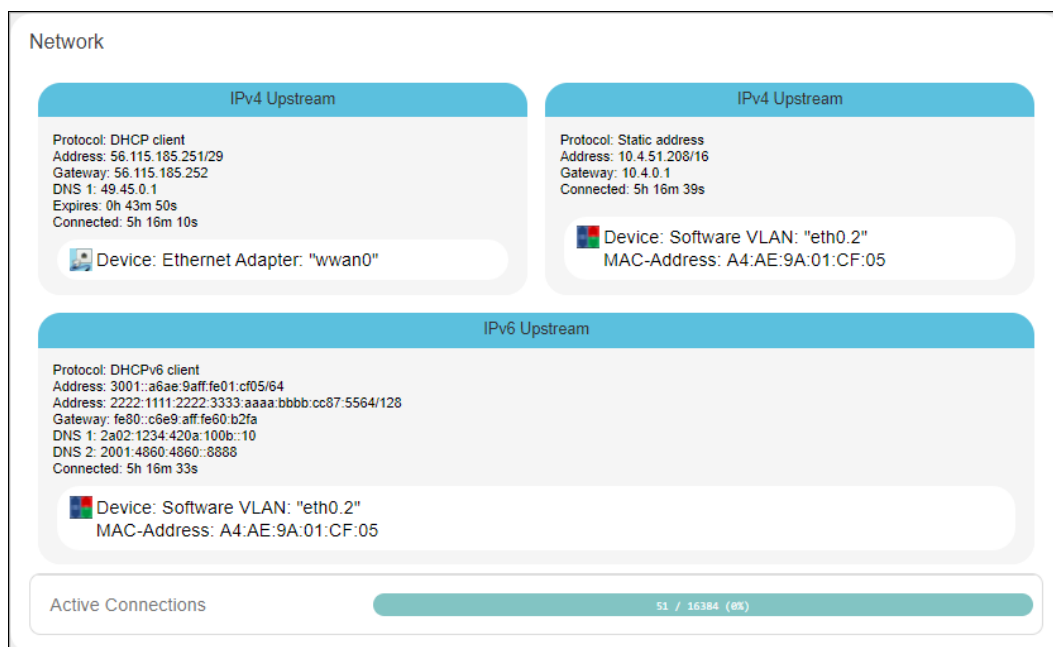 Network
IPv4 Upstream
Protocol: DHCP client
Address: 56.115.185.251/29
Gateway: 56.115.185.252
DNS 1: 49.45.0.1
Expires: 0h 43m 50s
Connected: 5h 16m 10s
Device: Ethernet Adapter: "wwan0"
IPv4 Upstream
Protocol: Static address
Address: 10.4.51.208/16
Gateway: 10.4.0.1
Connected: 5h 16m 39s
Device: Software VLAN: "eth0.2"
MAC-Address: A4:AE:9A:01:CF:05
IPv6 Upstream
Protocol: DHCPv6 client
Address: 3001::a6ae:9aff:fe01:cf05/64
Address: 2222:1111:2222:3333:aaaa:bbbb:cc87:5564/128
Gateway: fe80::c6e9:aff:fe60:b2fa
DNS 1: 2a02:1234:420a:100b::10
DNS 2: 2001:4860:4860::8888
Connected: 5h 16m 33s
Device: Software VLAN: "eth0.2"
MAC-Address: A4:AE:9A:01:CF:05
Active Connections
51 / 16384 (0%)